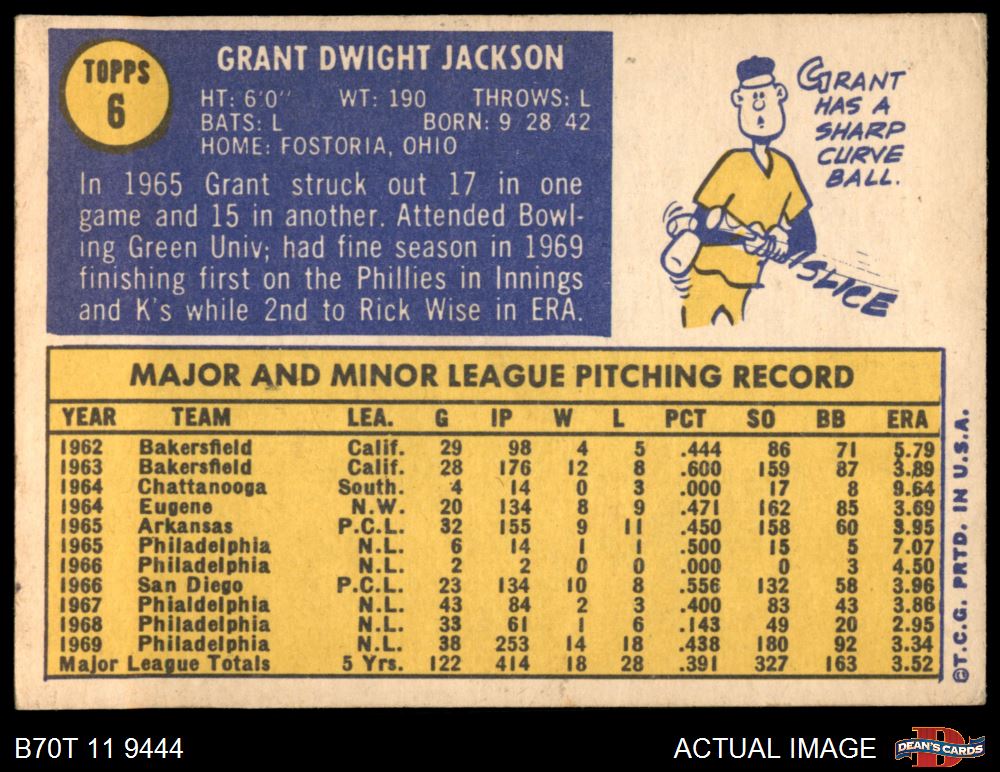 TOPPS
6
GRANT DWIGHT JACKSON
HT: 6'0" WT: 190 THROWS: L
BATS: L BORN: 9 28 42
HOME: FOSTORIA, OHIO
In 1965 Grant struck out 17 in one
game and 15 in another. Attended Bowl-
ing Green Univ; had fine season in 1969
finishing first on the Phillies in Innings
and K's while 2nd to Rick Wise in ERA.
GRANT
HAS A
SHARP
CURVE
BALL.
SLICE
MAJOR AND MINOR LEAGUE PITCHING RECORD
YEAR TEAM LEA. G IP W L PCT SO BB ERA
1962 Bakersfield Calif. 29 98 4 5 .444 86 71 5.79
1963 Bakersfield Calif. 28 176 12 8 .600 159 87 3.89
1964 Chattanooga South. 4 14 0 3 .000 17 8 9.64
1964 Eugene N.W. 20 134 8 9 .471 162 85 3.69
1965 Arkansas P.C.L. 32 155 9 11 .450 158 60 3.95
1965 Philadelphia N.L. 6 14 1 1 .500 15 5 7.07
1966 Philadelphia N.L. 2 2 0 0 .000 0 3 4.50
1966 San Diego P.C.L. 23 134 10 8 .556 132 58 3.96
1967 Phialdelphia N.L. 43 84 2 3 .400 83 43 3.86
1968 Philadelphia N.L. 33 61 1 6 .143 49 20 2.95
1969 Philadelphia N.L. 38 253 14 18 .438 180 92 3.34
Major League Totals 5 Yrs. 122 414 18 28 .391 327 163 3.52
©T.C.G. PRTD. IN U.S.A.
B70T 11 9444
ACTUAL IMAGE
DEAN'S CARDS